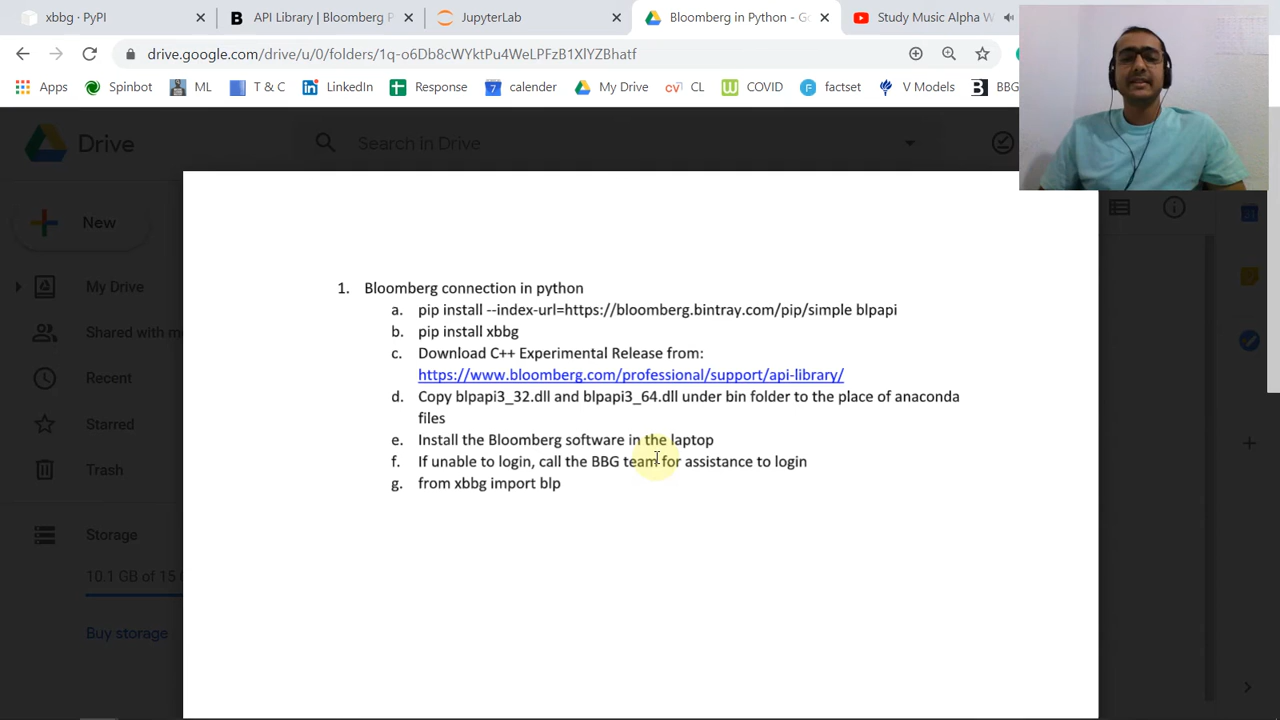 xbbg · PyPI
API Library | Bloomberg P
JupyterLab
Bloomberg in Python - Go
Study Music Alpha W
drive.google.com/drive/u/0/folders/1q-o6Db8cWYktPu4WeLPFzB1XlYZBhatf
Apps
Spinbot
ML
T & C
LinkedIn
Response
calender
My Drive
CL
COVID
factset
V Models
BBG
Drive
Search in Drive
New
My Drive
Shared with m
Recent
Starred
Trash
Storage
10.1 GB of 15
Buy storage
1. Bloomberg connection in python
a. pip install --index-url=https://bloomberg.bintray.com/pip/simple blpapi
b. pip install xbbg
c. Download C++ Experimental Release from:
https://www.bloomberg.com/professional/support/api-library/
d. Copy blpapi3_32.dll and blpapi3_64.dll under bin folder to the place of anaconda
files
e. Install the Bloomberg software in the laptop
f. If unable to login, call the BBG team for assistance to login
g. from xbbg import blp